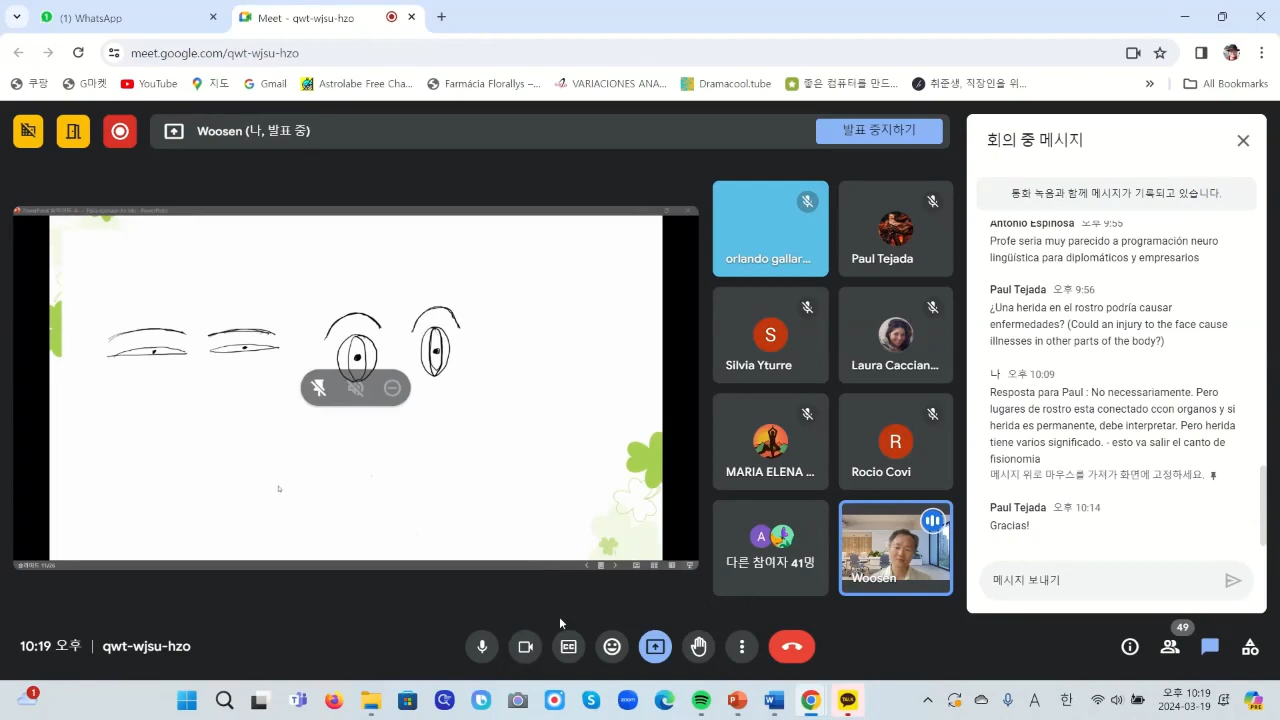 (1) WhatsApp
Meet - qwt-wjsu-hzo
meet.google.com/qwt-wjsu-hzo
쿠팡
G마켓
YouTube
지도
Gmail
Astrolabe Free Cha...
Farmácia Florallys –...
VARIACIONES ANA...
Dramacool.tube
좋은 컴퓨터를 만드...
취준생, 직장인을 위...
»
All Bookmarks
Woosen (나, 발표 중)
발표 중지하기
회의 중 메시지
통화 녹음과 함께 메시지가 기록되고 있습니다.
Antonio Espinosa 오후 9:55
Profe seria muy parecido a programación neuro
lingüística para diplomáticos y empresarios
Paul Tejada 오후 9:56
¿Una herida en el rostro podría causar
enfermedades? (Could an injury to the face cause
illnesses in other parts of the body?)
나 오후 10:09
Resposta para Paul : No necessariamente. Pero
lugares de rostro esta conectado ccon organos y si
herida es permanente, debe interpretar. Pero herida
tiene varios significado. - esto va salir el canto de
fisionomia
메시지 위로 마우스를 가져가 화면에 고정하세요.
Paul Tejada 오후 10:14
Gracias!
메시지 보내기
orlando gallar...
Paul Tejada
S
Silvia Yturre
Laura Caccian...
MARIA ELENA ...
R
Rocio Covi
A
다른 참여자 41명
Woosen
슬라이드 11/26
10:19 오후 | qwt-wjsu-hzo
49
1
A
한
오후 10:19
2024-03-19